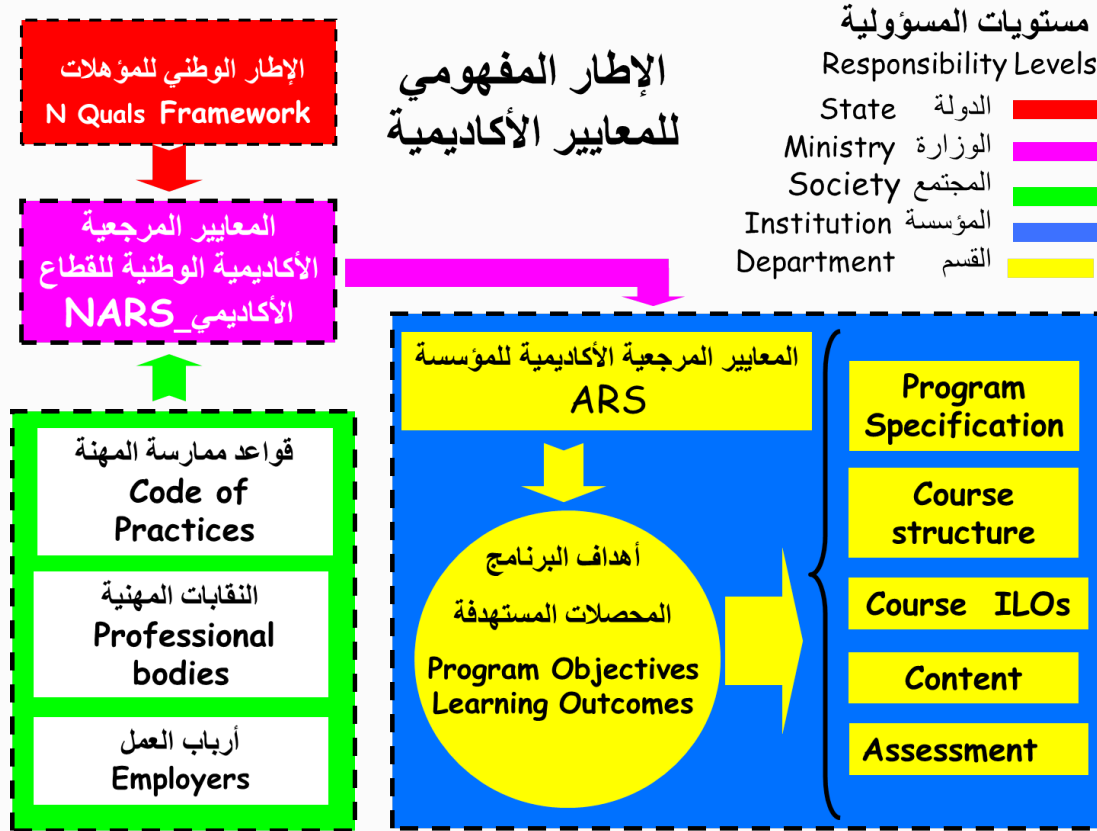 الإطار المفهومي
للمعايير الأكاديمية
مستويات المسؤولية
Responsibility Levels
State الدولة
Ministry الوزارة
Society المجتمع
Institution المؤسسة
Department القسم
الإطار الوطني للمؤهلات
N Quals Framework
المعايير المرجعية
الأكاديمية الوطنية للقطاع
الأكاديمي_NARS
قواعد ممارسة المهنة
Code of
Practices
النقابات المهنية
Professional
bodies
أرباب العمل
Employers
المعايير المرجعية الأكاديمية للمؤسسة
ARS
أهداف البرنامج
المحصلات المستهدفة
Program Objectives
Learning Outcomes
Program
Specification
Course
structure
Course ILOs
Content
Assessment